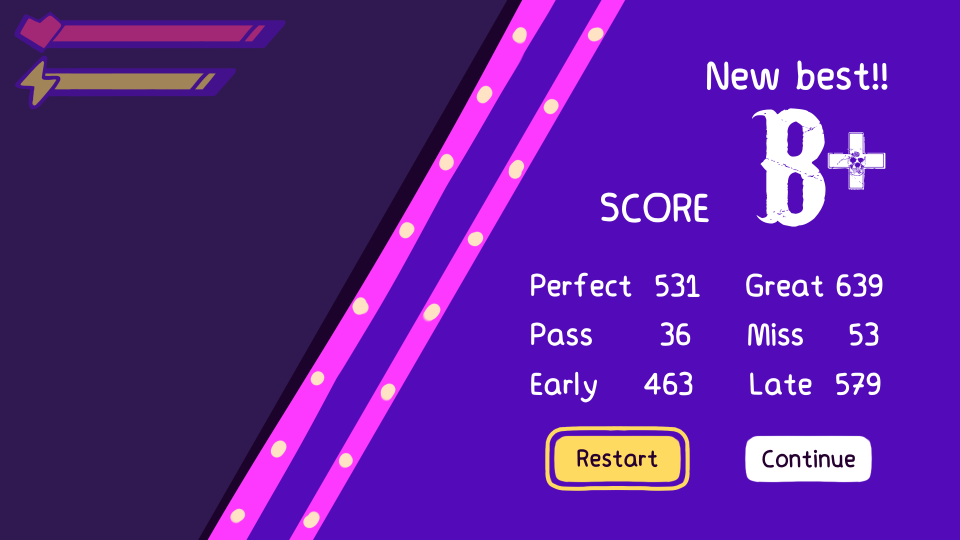 New best!!
SCORE B+
Perfect 531 Great 639
Pass 36 Miss 53
Early 463 Late 579
Restart Continue